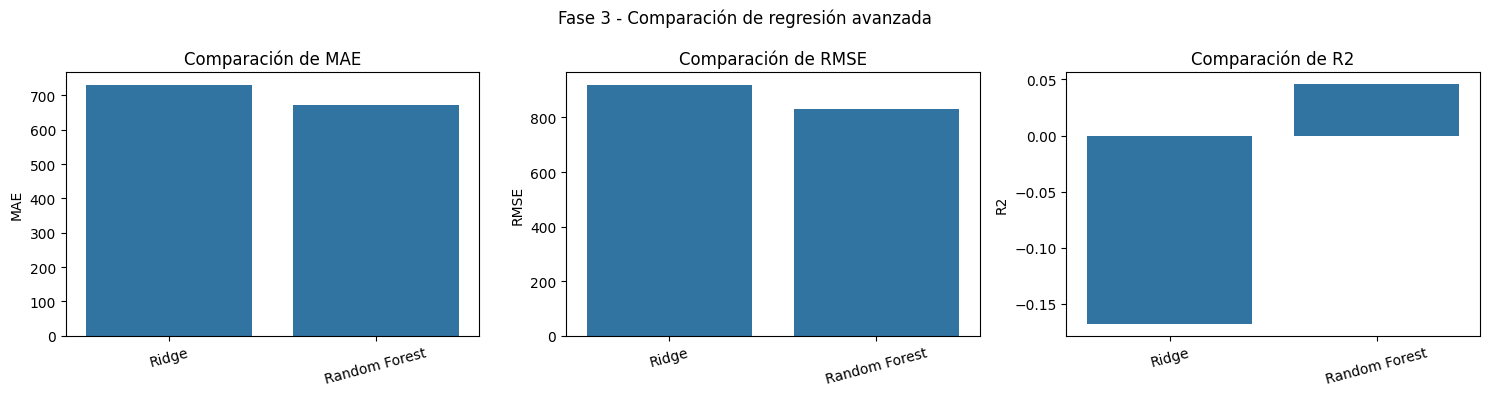 Fase 3 - Comparación de regresión avanzada
Comparación de MAE
MAE
700
600
500
400
300
200
100
0
Ridge
Random Forest
Comparación de RMSE
RMSE
800
600
400
200
0
Ridge
Random Forest
Comparación de R2
R2
0.05
0.00
−0.05
−0.10
−0.15
Ridge
Random Forest